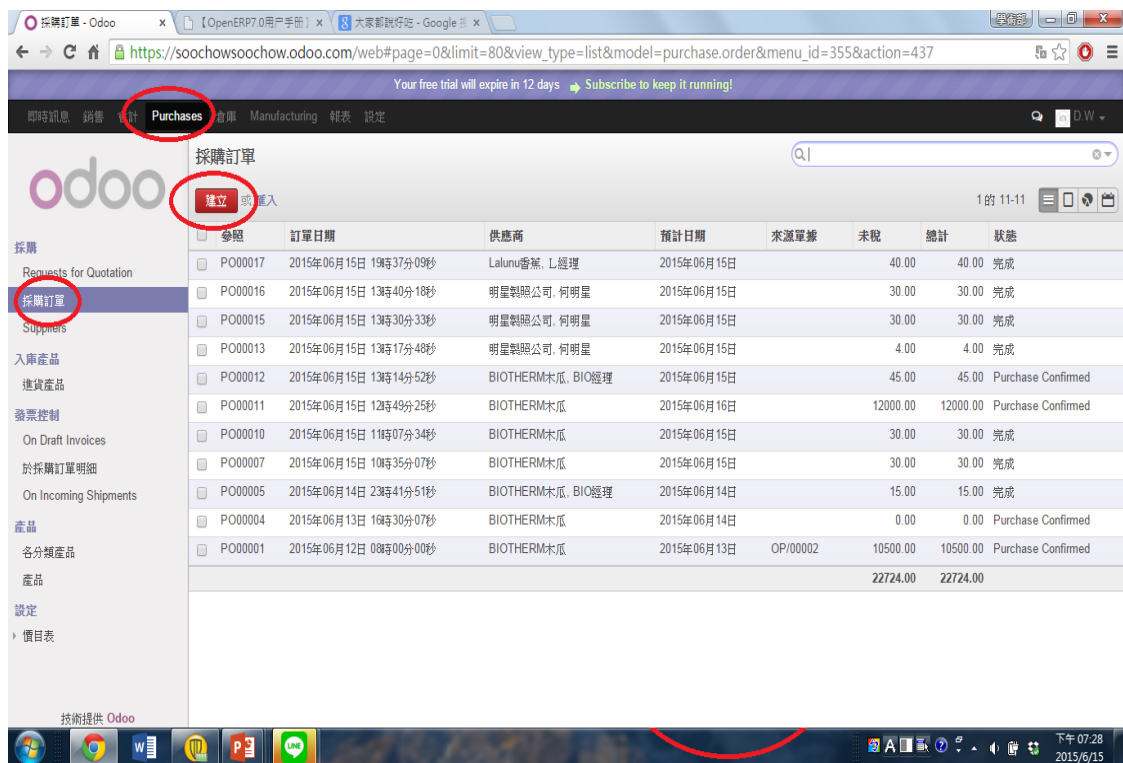 採購訂單 - Odoo
【OpenERP7.0用户手册】
大家都說好吃 - Google
學術部
https://soochowsoochow.odoo.com/web#page=0&limit=80&view_type=list&model=purchase.order&menu_id=355&action=437
Your free trial will expire in 12 days Subscribe to keep it running!
即時訊息 銷售 會計 Purchases 倉庫 Manufacturing 報表 設定 D.W
odoo
採購訂單
建立 或 匯入
1 的 11-11
採購
Requests for Quotation
採購訂單
Suppliers
入庫產品
進貨產品
發票控制
On Draft Invoices
於採購訂單明細
On Incoming Shipments
產品
各分類產品
產品
設定
價目表
技術提供 Odoo
參照 訂單日期 供應商 預計日期 來源單據 未稅 總計 狀態
PO00017 2015年06月15日 19時37分09秒 Lalunu香蕉, L經理 2015年06月15日 40.00 40.00 完成
PO00016 2015年06月15日 13時40分18秒 明星製照公司, 何明星 2015年06月15日 30.00 30.00 完成
PO00015 2015年06月15日 13時30分33秒 明星製照公司, 何明星 2015年06月15日 30.00 30.00 完成
PO00013 2015年06月15日 13時17分48秒 明星製照公司, 何明星 2015年06月15日 4.00 4.00 完成
PO00012 2015年06月15日 13時14分52秒 BIOTHERM木瓜, BIO經理 2015年06月15日 45.00 45.00 Purchase Confirmed
PO00011 2015年06月15日 12時49分25秒 BIOTHERM木瓜 2015年06月16日 12000.00 12000.00 Purchase Confirmed
PO00010 2015年06月15日 11時07分34秒 BIOTHERM木瓜 2015年06月15日 30.00 30.00 完成
PO00007 2015年06月15日 10時35分07秒 BIOTHERM木瓜 2015年06月15日 30.00 30.00 完成
PO00005 2015年06月14日 23時41分51秒 BIOTHERM木瓜, BIO經理 2015年06月14日 15.00 15.00 完成
PO00004 2015年06月13日 16時30分07秒 BIOTHERM木瓜 2015年06月14日 0.00 0.00 Purchase Confirmed
PO00001 2015年06月12日 08時00分00秒 BIOTHERM木瓜 2015年06月13日 OP/00002 10500.00 10500.00 Purchase Confirmed
22724.00 22724.00
LINE
下午 07:28
2015/6/15